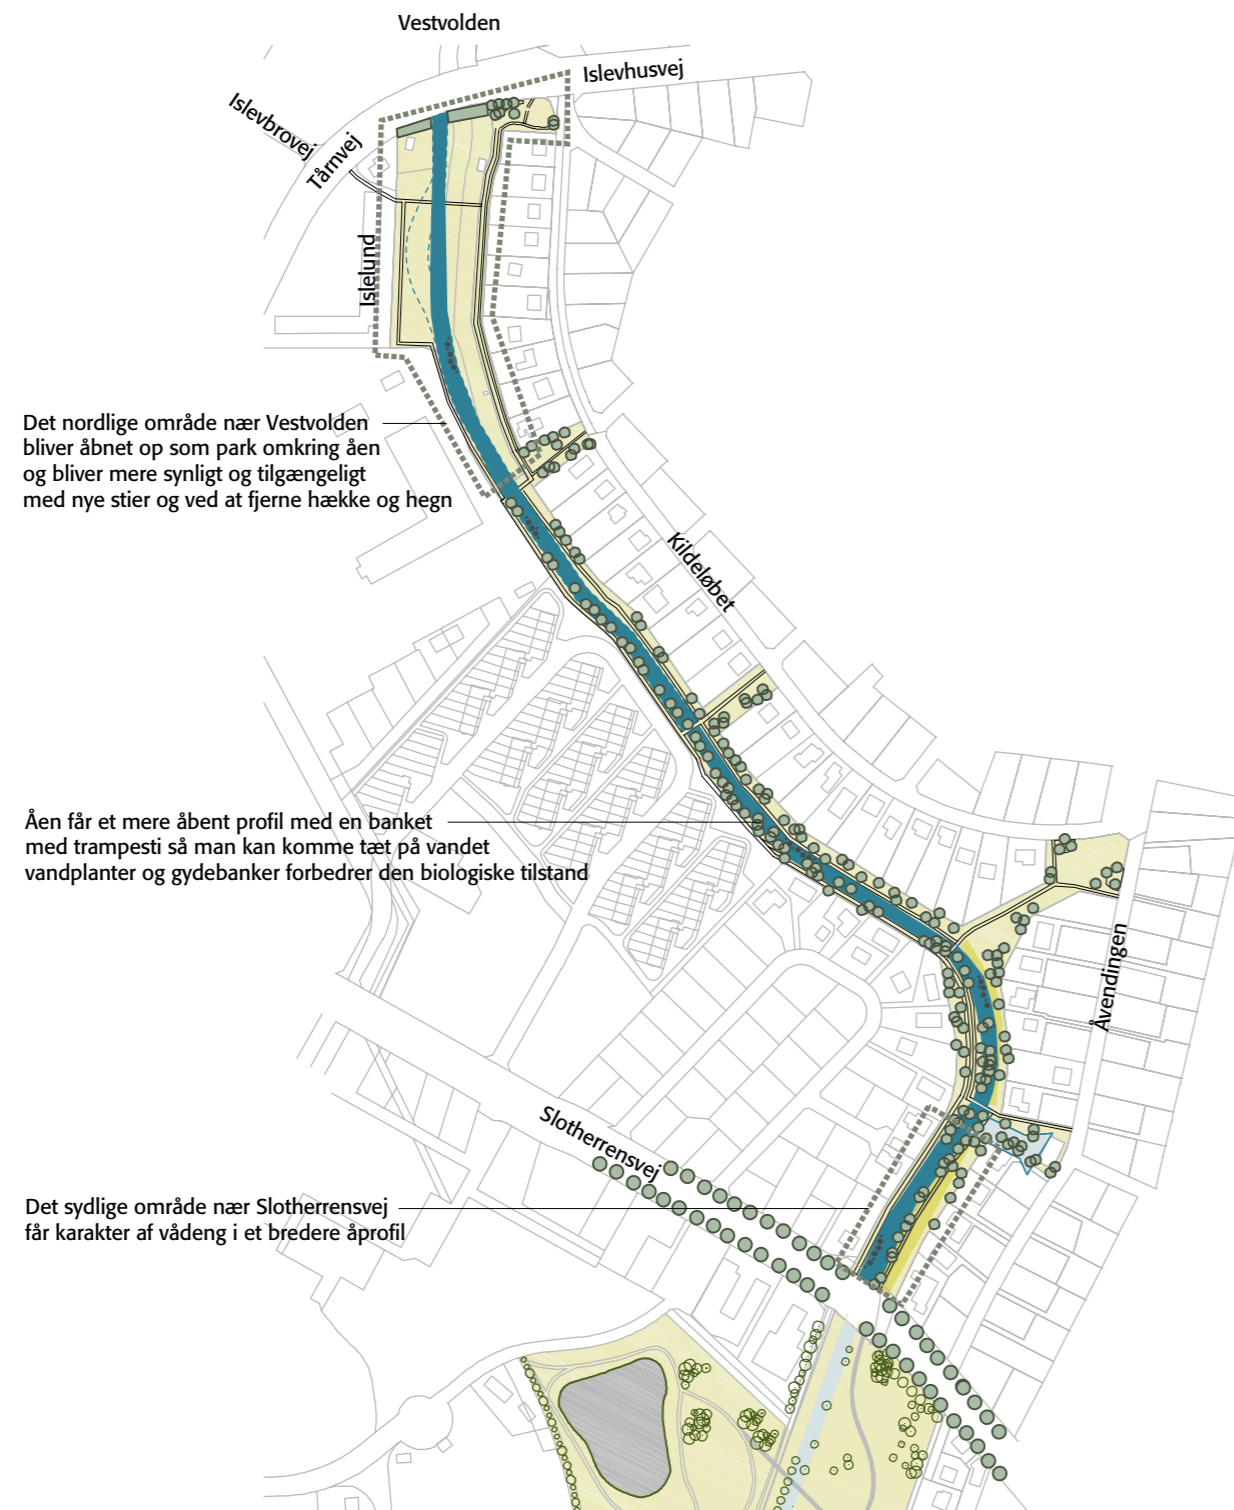 Vestvolden
Islevhusvej
Islevbrovej
Tårnvej
Islelund
Det nordlige område nær Vestvolden
bliver åbnet op som park omkring åen
og bliver mere synligt og tilgængeligt
med nye stier og ved at fjerne hække og hegn
Kildeløbet
Åen får et mere åbent profil med en banket
med trampesti så man kan komme tæt på vandet
vandplanter og gydebanker forbedrer den biologiske tilstand
Åvendingen
Slotherrensvej
Det sydlige område nær Slotherrensvej
får karakter af vådeng i et bredere åprofil